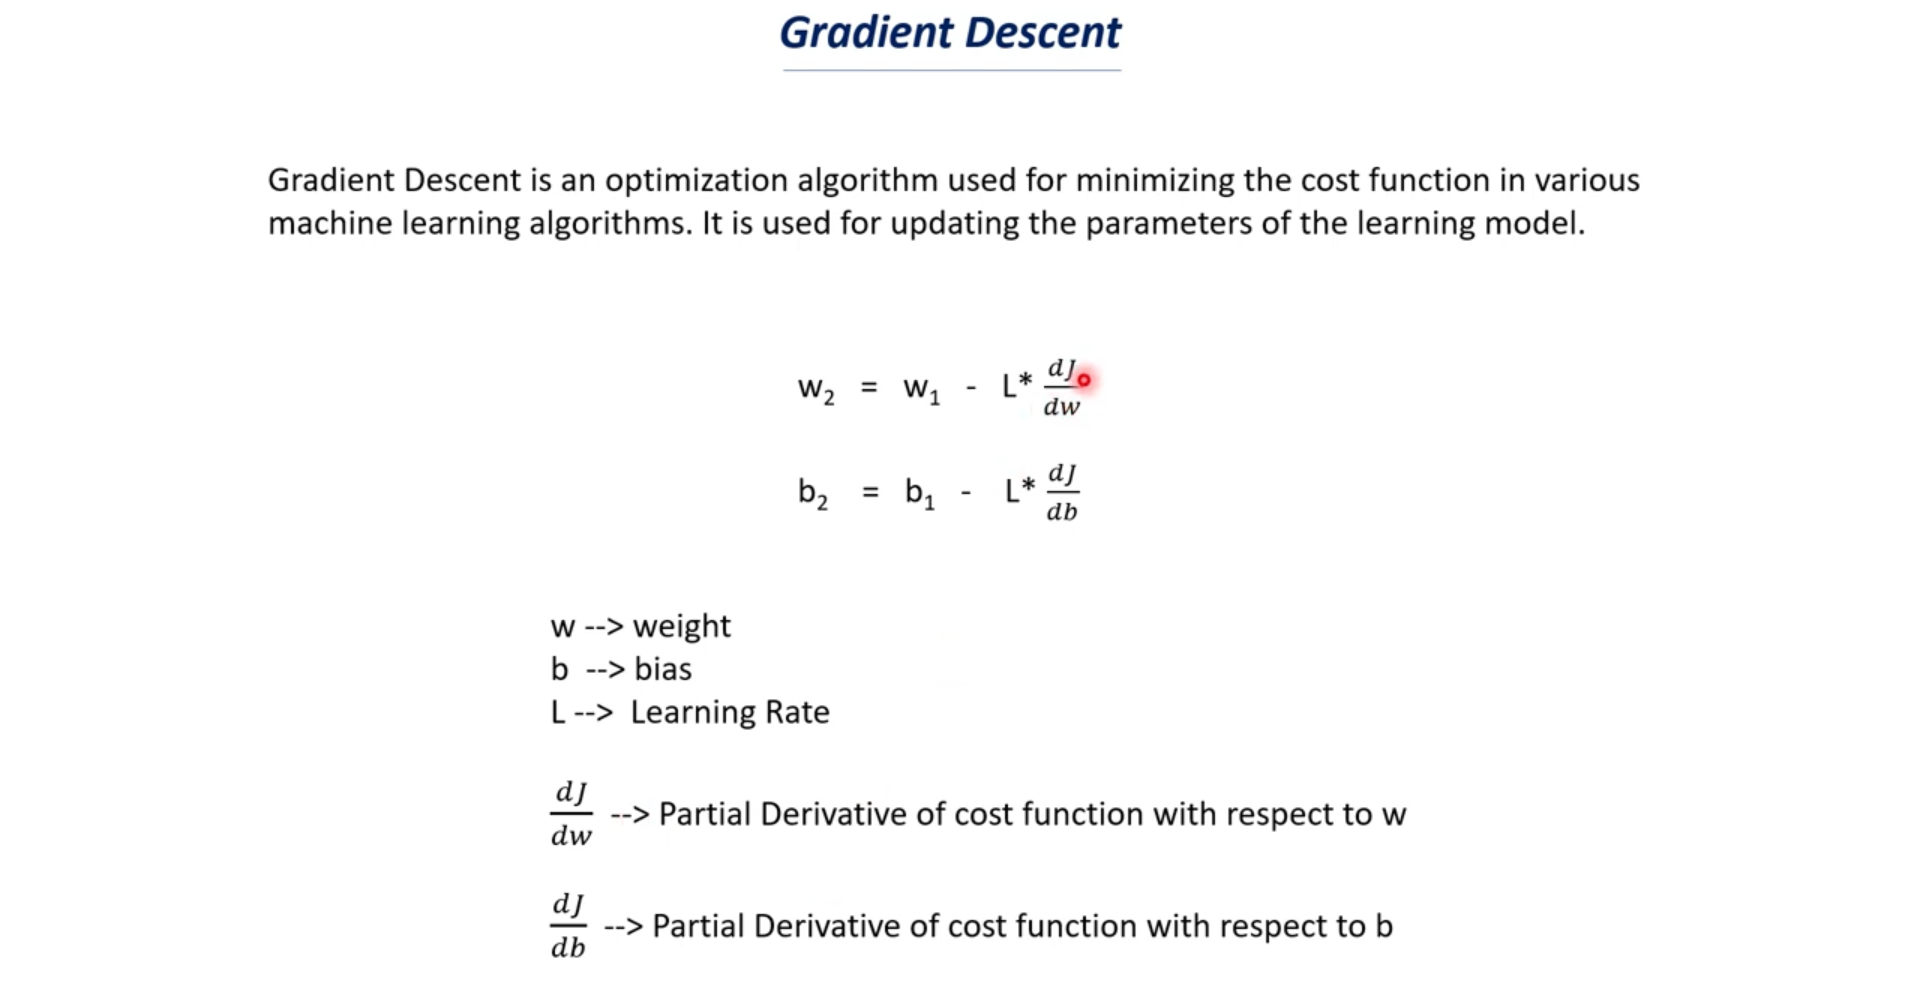 Gradient Descent
Gradient Descent is an optimization algorithm used for minimizing the cost function in various
machine learning algorithms. It is used for updating the parameters of the learning model.
w₂ = w₁ - L* dJ/dw
b₂ = b₁ - L* dJ/db
w --> weight
b --> bias
L --> Learning Rate
dJ/dw --> Partial Derivative of cost function with respect to w
dJ/db --> Partial Derivative of cost function with respect to b